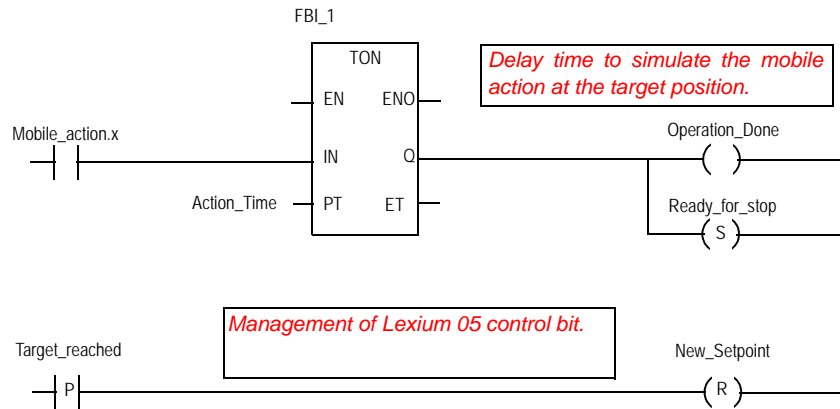 FBI_1
TON
Delay time to simulate the mobile
action at the target position.
EN ENO
Mobile_action.x
Operation_Done
IN Q
Action_Time PT ET
Ready_for_stop
S
Management of Lexium 05 control bit.
Target_reached
New_Setpoint
P
R